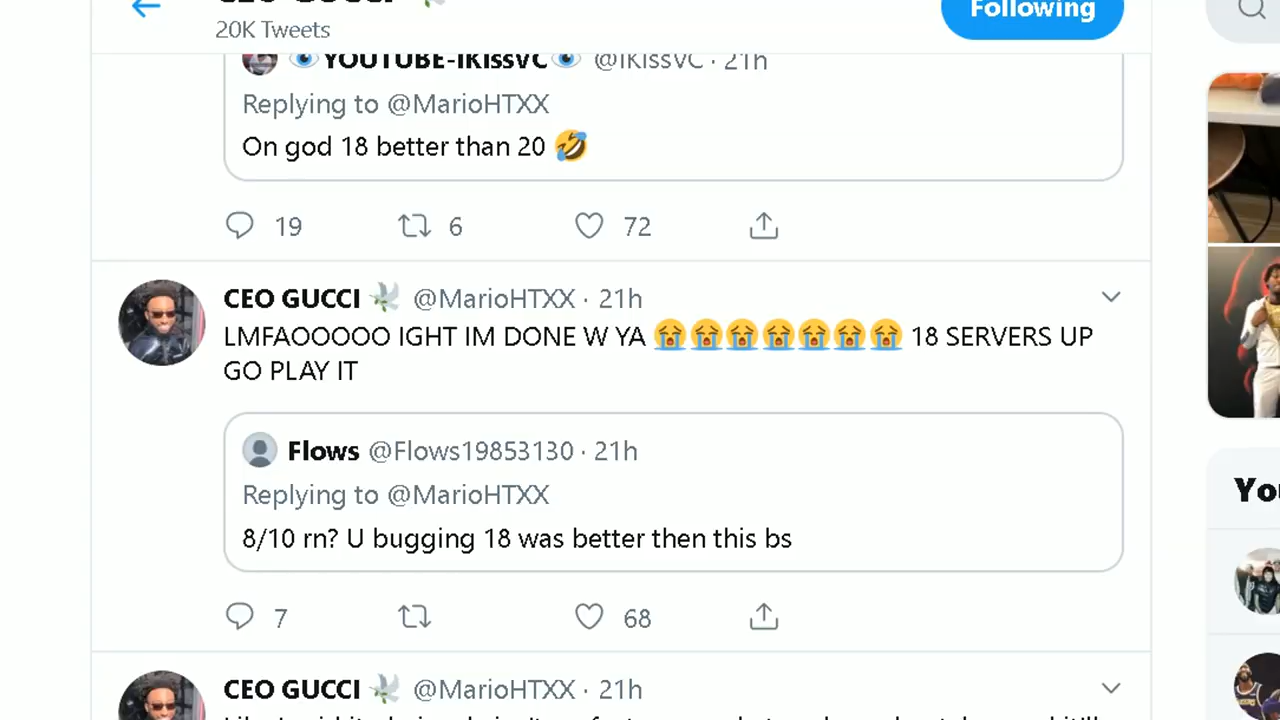 CEO GUCCI
20K Tweets
Following
YOUTUBE-IKissVC @IKissVC · 21h
Replying to @MarioHTXX
On god 18 better than 20 🤣
19 6 72
CEO GUCCI 🕊 @MarioHTXX · 21h
LMFAOOOOO IGHT IM DONE W YA 😭😭😭😭😭😭😭 18 SERVERS UP
GO PLAY IT
Flows @Flows19853130 · 21h
Replying to @MarioHTXX
8/10 rn? U bugging 18 was better then this bs
7 68
CEO GUCCI 🕊 @MarioHTXX · 21h